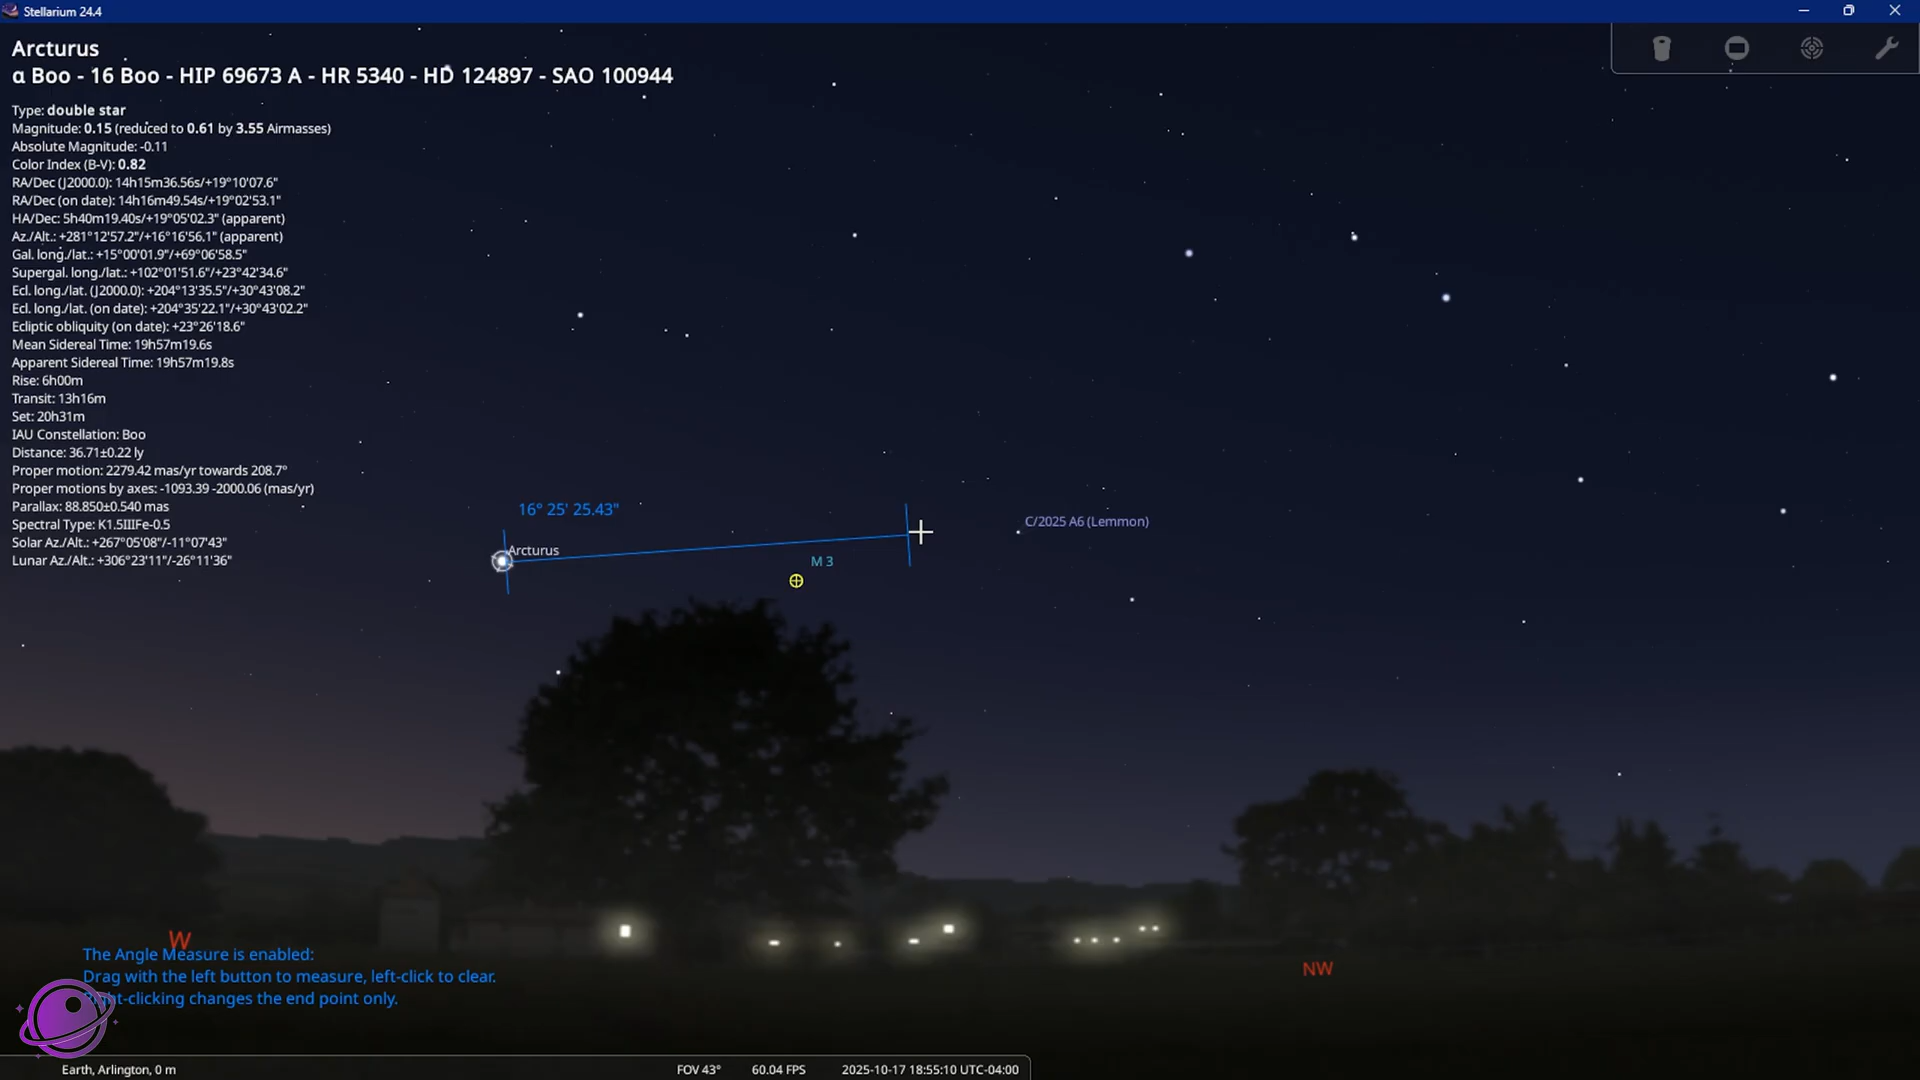 Stellarium 24.4
Arcturus
α Boo - 16 Boo - HIP 69673 A - HR 5340 - HD 124897 - SAO 100944
Type: double star
Magnitude: 0.15 (reduced to 0.61 by 3.55 Airmasses)
Absolute Magnitude: -0.11
Color Index (B-V): 0.82
RA/Dec (J2000.0): 14h15m36.56s/+19°10'07.6"
RA/Dec (on date): 14h16m49.54s/+19°02'53.1"
HA/Dec: 5h40m19.40s/+19°05'02.3" (apparent)
Az./Alt.: +281°12'57.2"/+16°16'56.1" (apparent)
Gal. long./lat.: +15°00'01.9"/+69°06'58.5"
Supergal. long./lat.: +102°01'51.6"/+23°42'34.6"
Ecl. long./lat. (J2000.0): +204°13'35.5"/+30°43'08.2"
Ecl. long./lat. (on date): +204°35'22.1"/+30°43'02.2"
Ecliptic obliquity (on date): +23°26'18.6"
Mean Sidereal Time: 19h57m19.6s
Apparent Sidereal Time: 19h57m19.8s
Rise: 6h00m
Transit: 13h16m
Set: 20h31m
IAU Constellation: Boo
Distance: 36.71±0.22 ly
Proper motion: 2279.42 mas/yr towards 208.7°
Proper motions by axes: -1093.39 -2000.06 (mas/yr)
Parallax: 88.850±0.540 mas
Spectral Type: K1.5IIIFe-0.5
Solar Az./Alt.: +267°05'08"/-11°07'43"
Lunar Az./Alt.: +306°23'11"/-26°11'36"
16° 25' 25.43"
C/2025 A6 (Lemmon)
Arcturus
M 3
W
The Angle Measure is enabled:
NW
Drag with the left button to measure, left-click to clear.
-clicking changes the end point only.
Earth, Arlington, 0 m
FOV 43°
60.04 FPS
2025-10-17 18:55:10 UTC-04:00